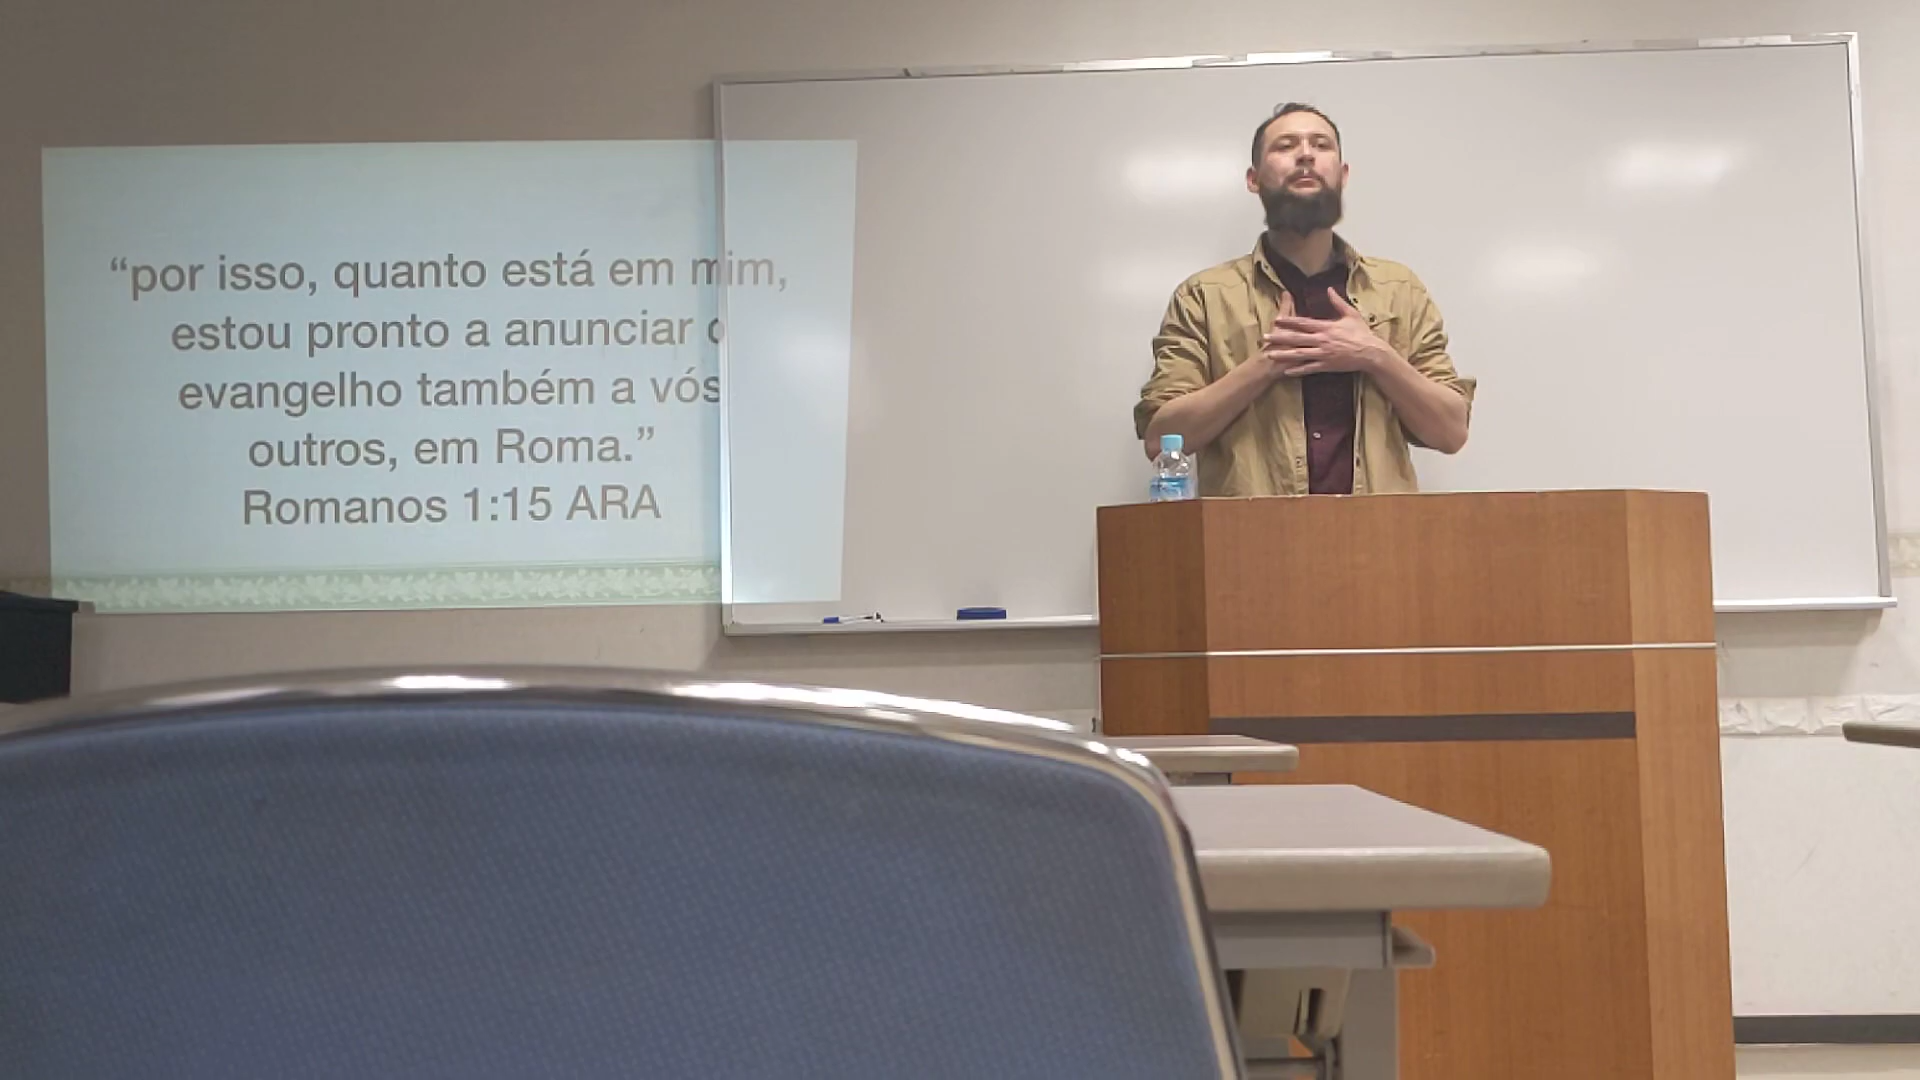 “por isso, quanto está em mim,
estou pronto a anunciar o
evangelho também a vós
outros, em Roma.”
Romanos 1:15 ARA